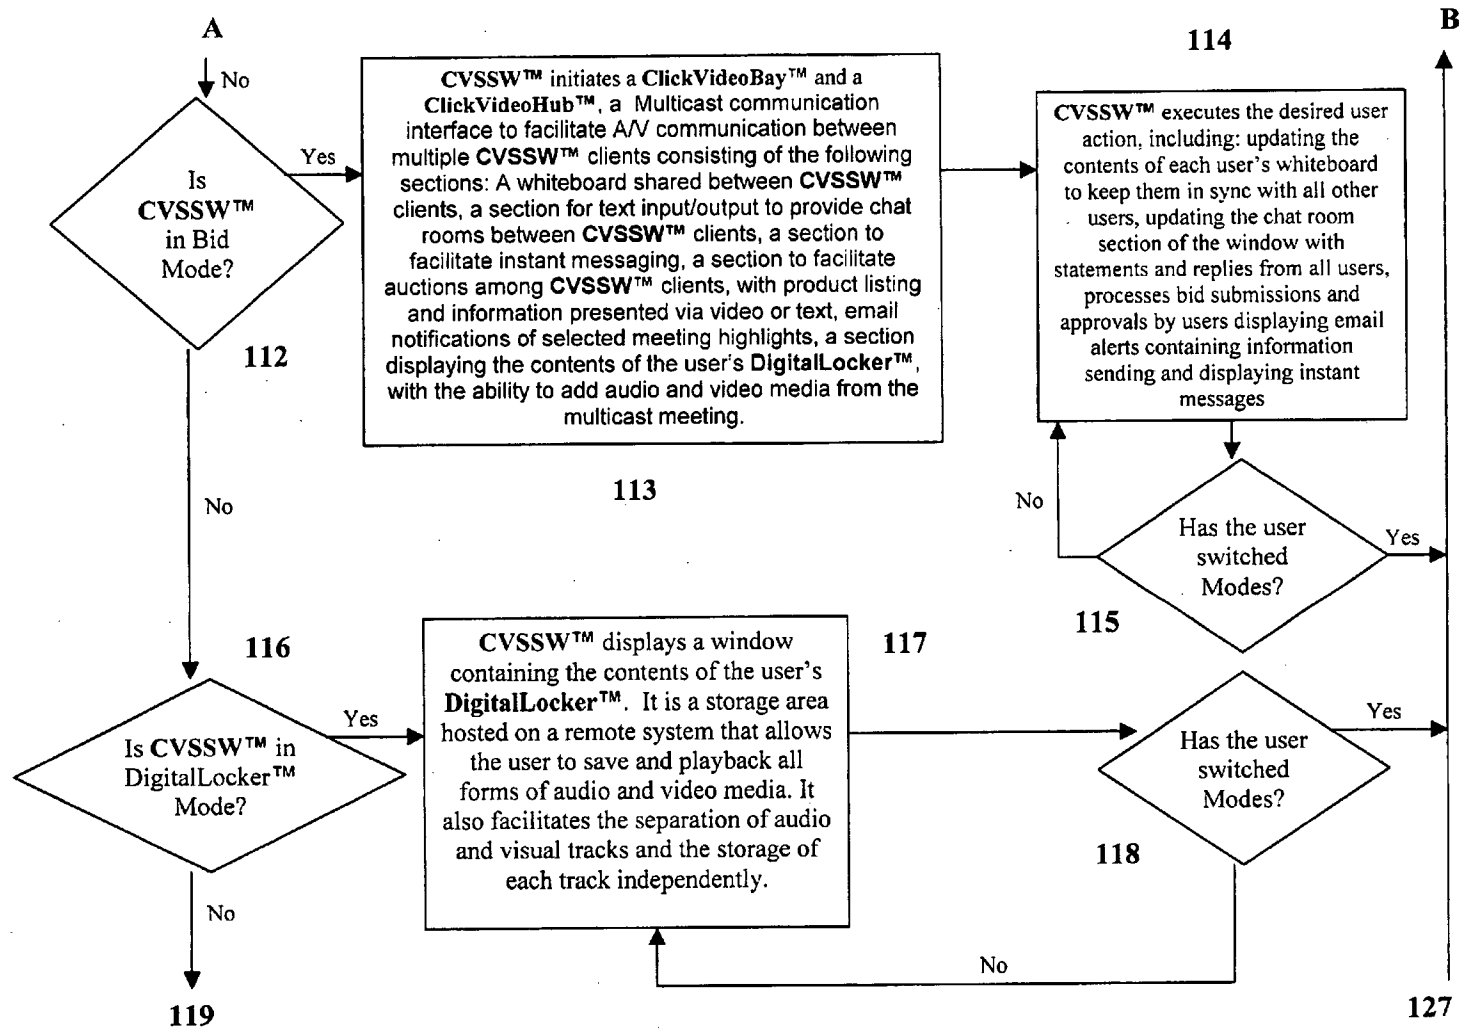 A
B
No
114
CVSSW™ initiates a ClickVideoBay™ and a
ClickVideoHub™, a Multicast communication
interface to facilitate A/V communication between
multiple CVSSW™ clients consisting of the following
sections: A whiteboard shared between CVSSW™
clients, a section for text input/output to provide chat
rooms between CVSSW™ clients, a section to
facilitate instant messaging, a section to facilitate
auctions among CVSSW™ clients, with product listing
and information presented via video or text, email
notifications of selected meeting highlights, a section
displaying the contents of the user's DigitalLocker™,
with the ability to add audio and video media from the
multicast meeting.
CVSSW™ executes the desired user
action, including: updating the
contents of each user's whiteboard
to keep them in sync with all other
users, updating the chat room
section of the window with
statements and replies from all users,
processes bid submissions and
approvals by users displaying email
alerts containing information
sending and displaying instant
messages
Is
CVSSW™
in Bid
Mode?
Yes
112
113
No
No
Has the user
switched
Modes?
Yes
115
116
CVSSW™ displays a window
containing the contents of the user's
DigitalLocker™. It is a storage area
hosted on a remote system that allows
the user to save and playback all
forms of audio and video media. It
also facilitates the separation of audio
and visual tracks and the storage of
each track independently.
117
Is CVSSW™ in
DigitalLocker™
Mode?
Yes
Has the user
switched
Modes?
Yes
118
No
No
119
127